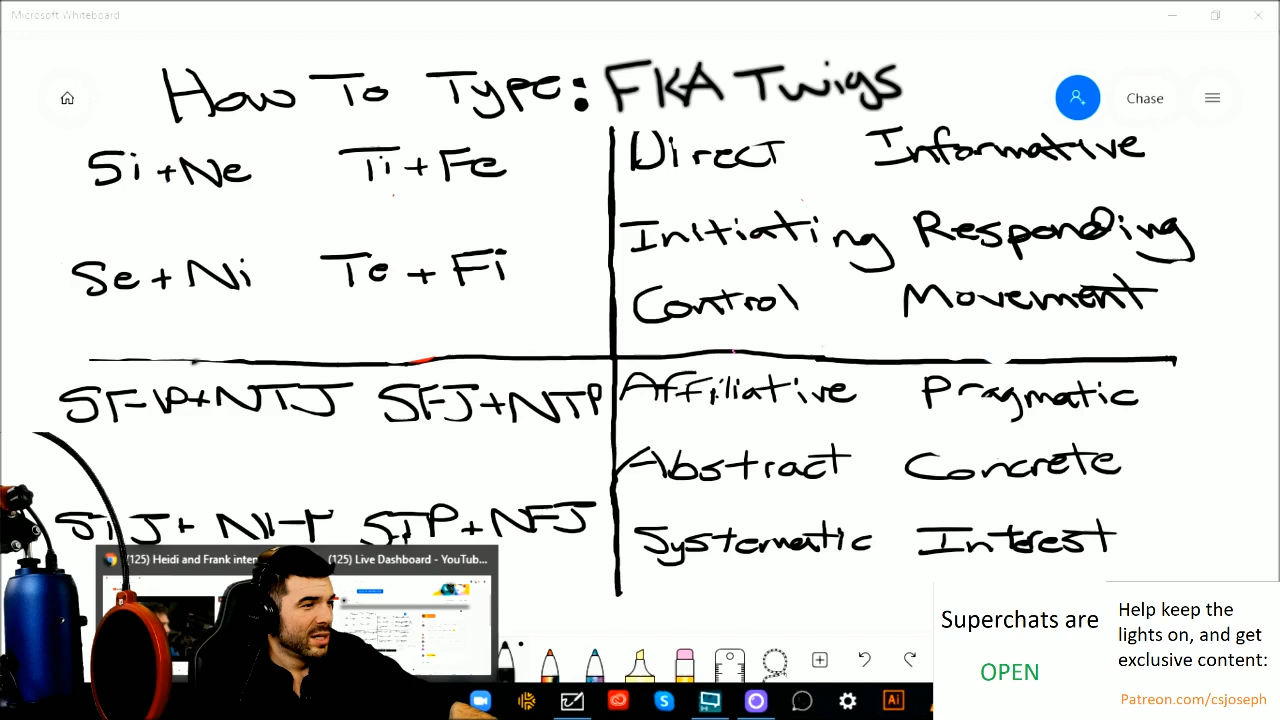 Microsoft Whiteboard
How To Type: FKA Twigs
Chase
Si + Ne Ti + Fe
Se + Ni Te + Fi
Direct Informative
Initiating Responding
Control Movement
SFP + NTJ SFJ + NTP
STJ + NFP STP + NFJ
Affiliative Pragmatic
Abstract Concrete
Systematic Interest
(125) Heidi and Frank inter
(125) Live Dashboard - YouTub...
Superchats are
OPEN
Help keep the
lights on, and get
exclusive content:
Patreon.com/csjoseph
Ai